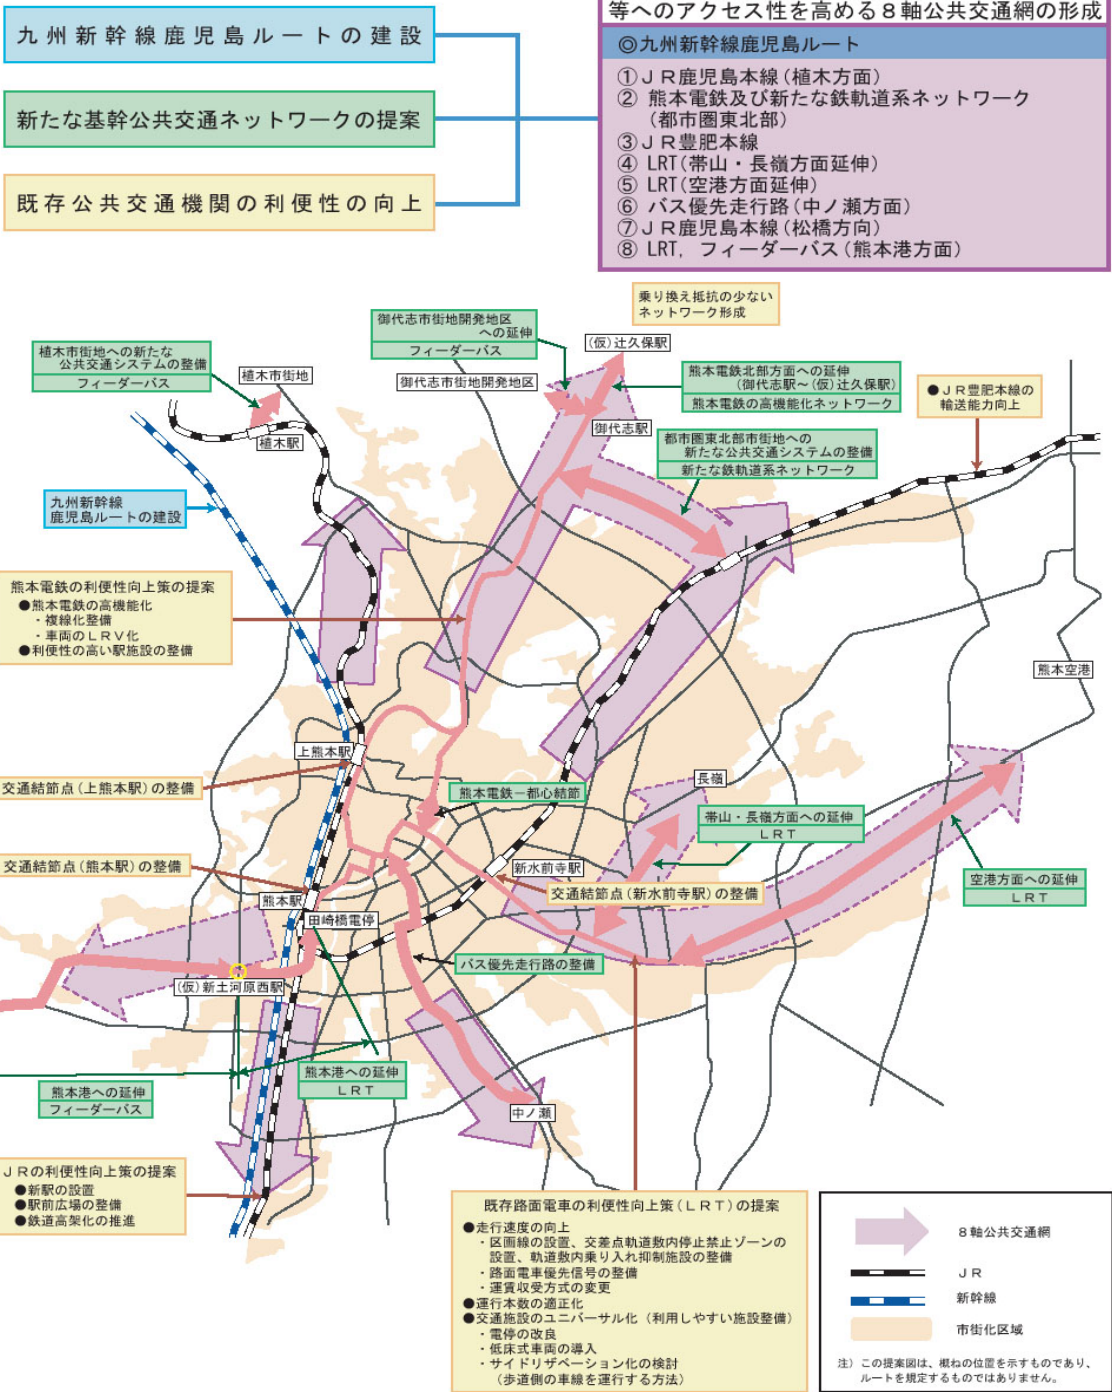 等へのアクセス性を高める８軸公共交通網の形成
九州新幹線鹿児島ルートの建設
新たな基幹公共交通ネットワークの提案
既存公共交通機関の利便性の向上
◎九州新幹線鹿児島ルート
①ＪＲ鹿児島本線(植木方面)
② 熊本電鉄及び新たな鉄軌道系ネットワーク
(都市圏東北部)
③ＪＲ豊肥本線
④ LRT(帯山・長嶺方面延伸)
⑤ LRT(空港方面延伸)
⑥ バス優先走行路(中ノ瀬方面)
⑦ＪＲ鹿児島本線(松橋方向)
⑧ LRT, フィーダーバス(熊本港方面)
乗り換え抵抗の少ない
ネットワーク形成
御代志市街地開発地区
への延伸
フィーダーバス
(仮)辻久保駅
植木市街地への新たな
公共交通システムの整備
フィーダーバス
植木市街地
御代志市街地開発地区
熊本電鉄北部方面への延伸
(御代志駅～(仮)辻久保駅)
熊本電鉄の高機能化ネットワーク
●ＪＲ豊肥本線の
輸送能力向上
植木駅
御代志駅
都市圏東北部市街地への
新たな公共交通システムの整備
新たな鉄軌道系ネットワーク
九州新幹線
鹿児島ルートの建設
熊本電鉄の利便性向上策の提案
●熊本電鉄の高機能化
・複線化整備
・車両のＬＲＶ化
●利便性の高い駅施設の整備
熊本空港
上熊本駅
交通結節点(上熊本駅)の整備
熊本電鉄－都心結節
長嶺
帯山・長嶺方面への延伸
ＬＲＴ
交通結節点(熊本駅)の整備
新水前寺駅
交通結節点(新水前寺駅)の整備
空港方面への延伸
ＬＲＴ
熊本駅
田崎橋電停
バス優先走行路の整備
(仮)新土河原西駅
熊本港への延伸
フィーダーバス
熊本港への延伸
ＬＲＴ
中ノ瀬
ＪＲの利便性向上策の提案
●新駅の設置
●駅前広場の整備
●鉄道高架化の推進
既存路面電車の利便性向上策(ＬＲＴ)の提案
●走行速度の向上
・区画線の設置、交差点軌道敷内停止禁止ゾーンの
設置、軌道敷内乗り入れ抑制施設の整備
・路面電車優先信号の整備
・運賃収受方式の変更
●運行本数の適正化
●交通施設のユニバーサル化（利用しやすい施設整備）
・電停の改良
・低床式車両の導入
・サイドリザベーション化の検討
（歩道側の車線を運行する方法）
８軸公共交通網
ＪＲ
新幹線
市街化区域
注）この提案図は、概ねの位置を示すものであり、
ルートを規定するものではありません。